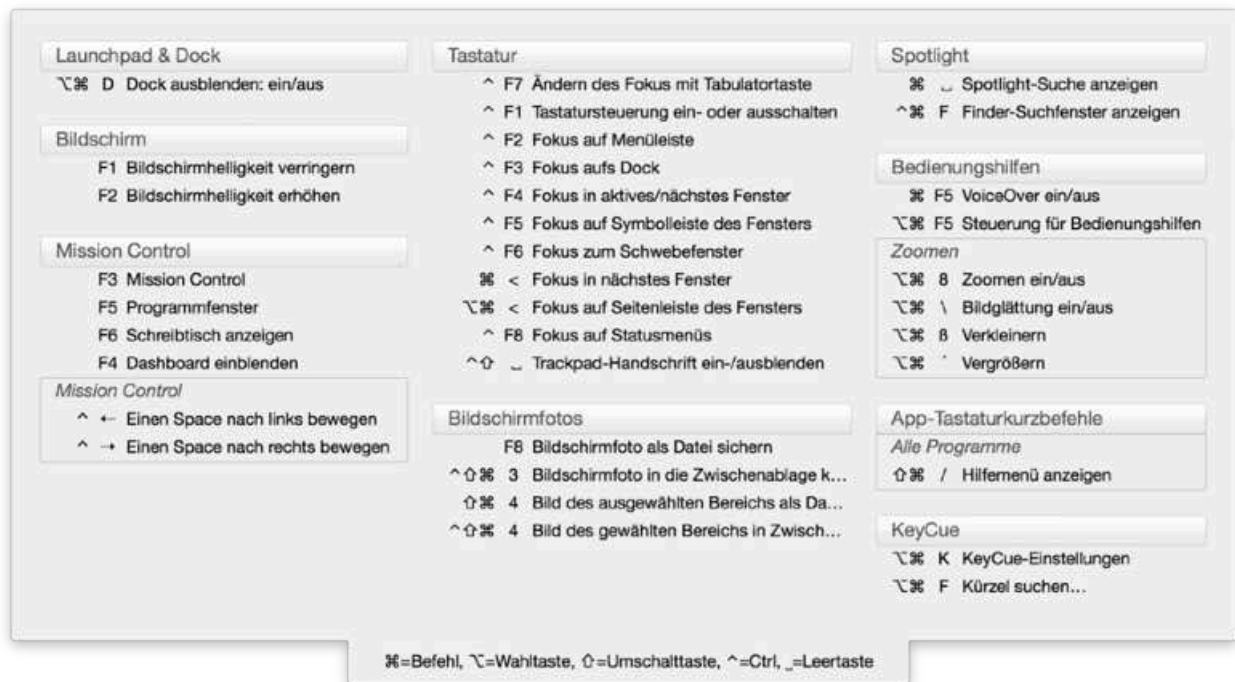 Launchpad & Dock
⌥⌘ D Dock ausblenden: ein/aus
Bildschirm
F1 Bildschirmhelligkeit verringern
F2 Bildschirmhelligkeit erhöhen
Mission Control
F3 Mission Control
F5 Programmfenster
F6 Schreibtisch anzeigen
F4 Dashboard einblenden
Mission Control
^ ← Einen Space nach links bewegen
^ → Einen Space nach rechts bewegen
Tastatur
^ F7 Ändern des Fokus mit Tabulatortaste
^ F1 Tastatursteuerung ein- oder ausschalten
^ F2 Fokus auf Menüleiste
^ F3 Fokus aufs Dock
^ F4 Fokus in aktives/nächstes Fenster
^ F5 Fokus auf Symbolleiste des Fensters
^ F6 Fokus zum Schwebefenster
⌘ < Fokus in nächstes Fenster
⌥⌘ < Fokus auf Seitenleiste des Fensters
^ F8 Fokus auf Statusmenüs
^⇧ ⎵ Trackpad-Handschrift ein-/ausblenden
Bildschirmfotos
F8 Bildschirmfoto als Datei sichern
^⇧⌘ 3 Bildschirmfoto in die Zwischenablage k...
⇧⌘ 4 Bild des ausgewählten Bereichs als Da...
^⇧⌘ 4 Bild des gewählten Bereichs in Zwisch...
Spotlight
⌘ ⎵ Spotlight-Suche anzeigen
^⌘ F Finder-Suchfenster anzeigen
Bedienungshilfen
⌘ F5 VoiceOver ein/aus
⌥⌘ F5 Steuerung für Bedienungshilfen
Zoomen
⌥⌘ 8 Zoomen ein/aus
⌥⌘ \ Bildglättung ein/aus
⌥⌘ ß Verkleinern
⌥⌘ ´ Vergrößern
App-Tastaturkurzbefehle
Alle Programme
⇧⌘ / Hilfemenü anzeigen
KeyCue
⌥⌘ K KeyCue-Einstellungen
⌥⌘ F Kürzel suchen...
⌘=Befehl, ⌥=Wahltaste, ⇧=Umschalttaste, ^=Ctrl, ⎵=Leertaste